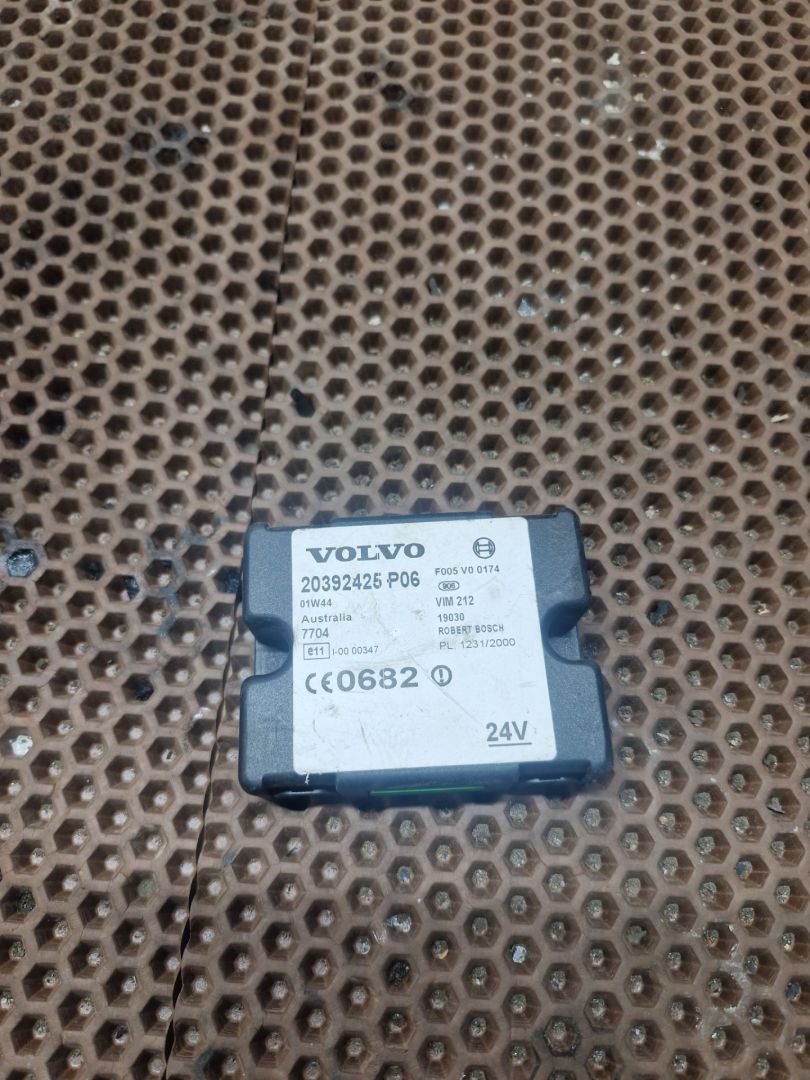 VOLVO
20392425 P06
01W44
Australia
7704
e11 I-00 00347
CE0682
F005 V0 0174
906
VIM 212
19030
ROBERT BOSCH
PL 1231/2000
24V